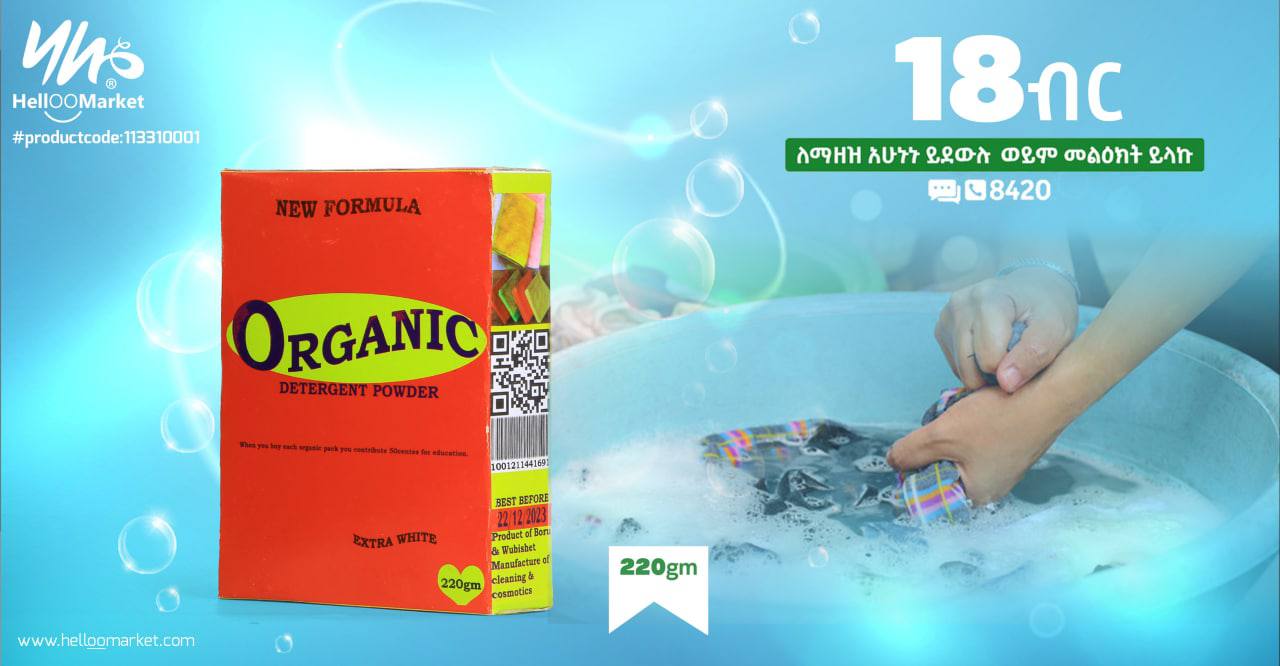 ሃሎ
®
HellOOMarket
#productcode:113310001
18ብር
ለማዘዝ አሁኑኑ ይደውሉ ወይም መልዕክት ይላኩ
8420
NEW FORMULA
ORGANIC
DETERGENT POWDER
When you buy each organic pack you contribute 50centes for education.
EXTRA WHITE
220gm
1001211441691
BEST BEFORE
22/12/2023
Product of Boru
& Wubishet
Manufacture of
cleaning &
cosmotics
220gm
www.helloomarket.com